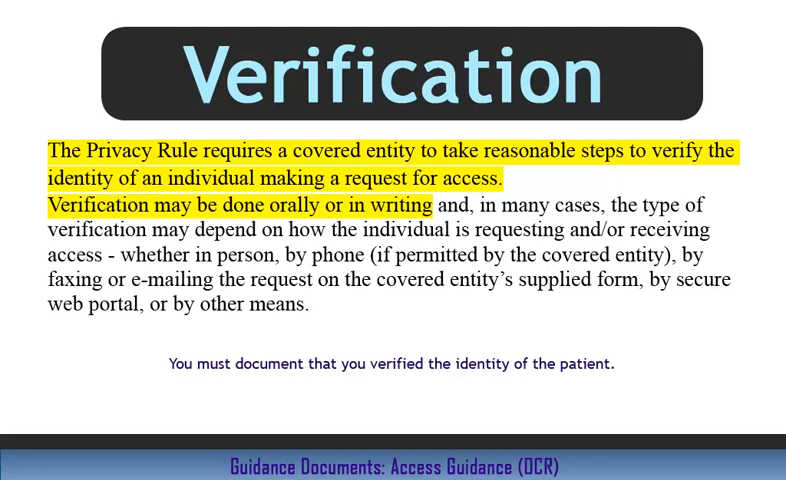 Verification
The Privacy Rule requires a covered entity to take reasonable steps to verify the
identity of an individual making a request for access.
Verification may be done orally or in writing and, in many cases, the type of
verification may depend on how the individual is requesting and/or receiving
access - whether in person, by phone (if permitted by the covered entity), by
faxing or e-mailing the request on the covered entity’s supplied form, by secure
web portal, or by other means.
You must document that you verified the identity of the patient.
Guidance Documents: Access Guidance (OCR)